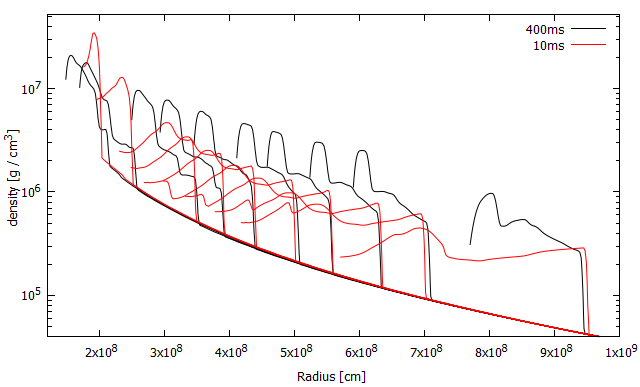 400ms
10ms
10⁷
10⁶
10⁵
density [g / cm³]
2x10⁸ 3x10⁸ 4x10⁸ 5x10⁸ 6x10⁸ 7x10⁸ 8x10⁸ 9x10⁸ 1x10⁹
Radius [cm]